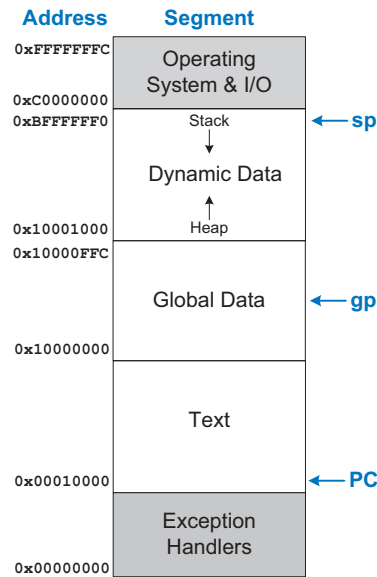 Address Segment
0xFFFFFFFC
Operating
System & I/O
0xC0000000
0xBFFFFFF0 Stack sp
Dynamic Data
0x10001000 Heap
0x10000FFC
Global Data gp
0x10000000
Text
0x00010000 PC
Exception
Handlers
0x00000000